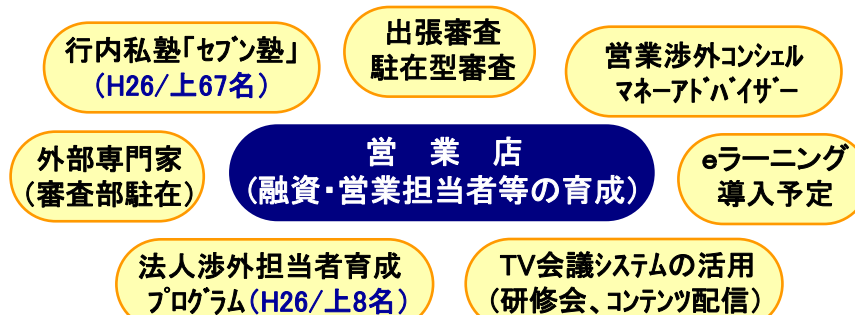 行内私塾「ｾﾌﾞﾝ塾」
(H26/上67名)
出張審査
駐在型審査
営業渉外ｺﾝｼｪﾙ
ﾏﾈｰｱﾄﾞﾊﾞｲｻﾞｰ
外部専門家
(審査部駐在)
営　業　店
(融資・営業担当者等の育成)
eラーニング
導入予定
法人渉外担当者育成
ﾌﾟﾛｸﾞﾗﾑ(H26/上8名)
TV会議ｼｽﾃﾑの活用
(研修会、ｺﾝﾃﾝﾂ配信)